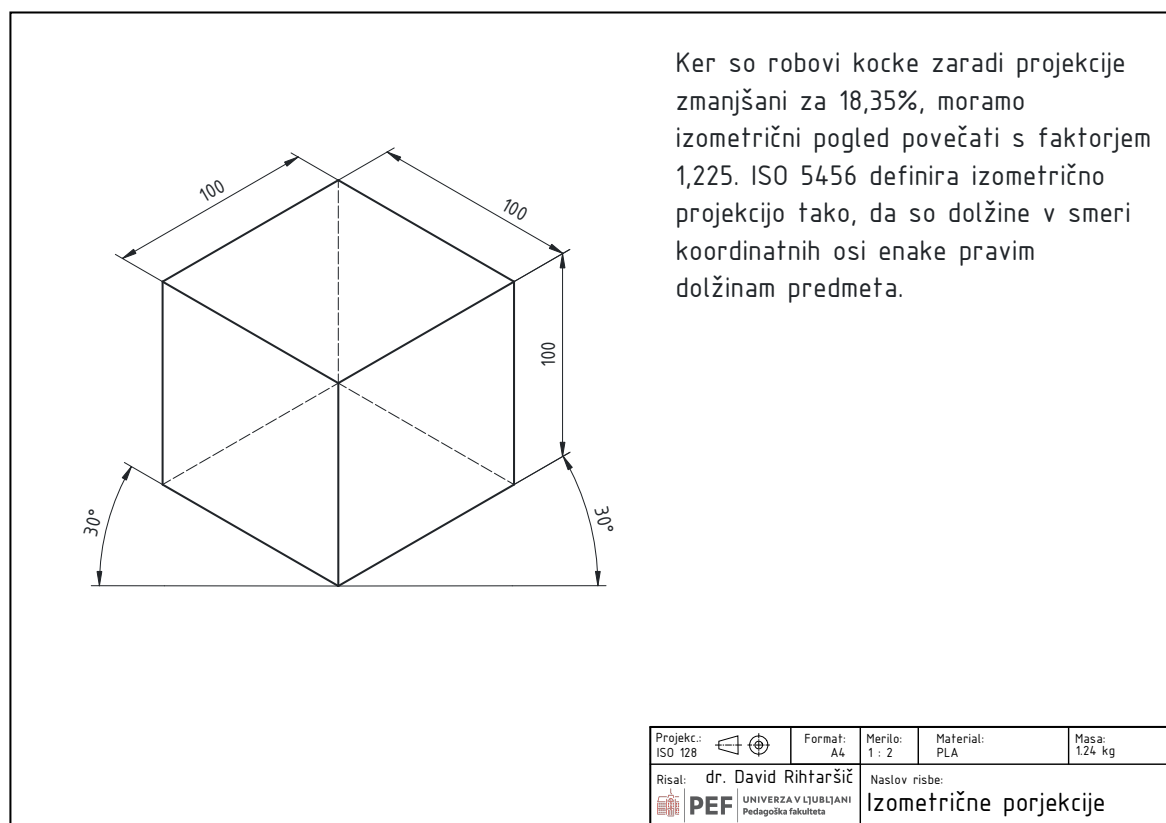 Ker so robovi kocke zaradi projekcije
zmanjšani za 18,35%, moramo
izometrični pogled povečati s faktorjem
1,225. ISO 5456 definira izometrično
projekcijo tako, da so dolžine v smeri
koordinatnih osi enake pravim
dolžinam predmeta.
100
100
100
30°
30°
Projekc.:
ISO 128
Format:
A4
Merilo:
1 : 2
Material:
PLA
Masa:
1.24 kg
Risal: dr. David Rihtaršič
PEF
UNIVERZA V LJUBLJANI
Pedagoška fakulteta
Naslov risbe:
Izometrične porjekcije